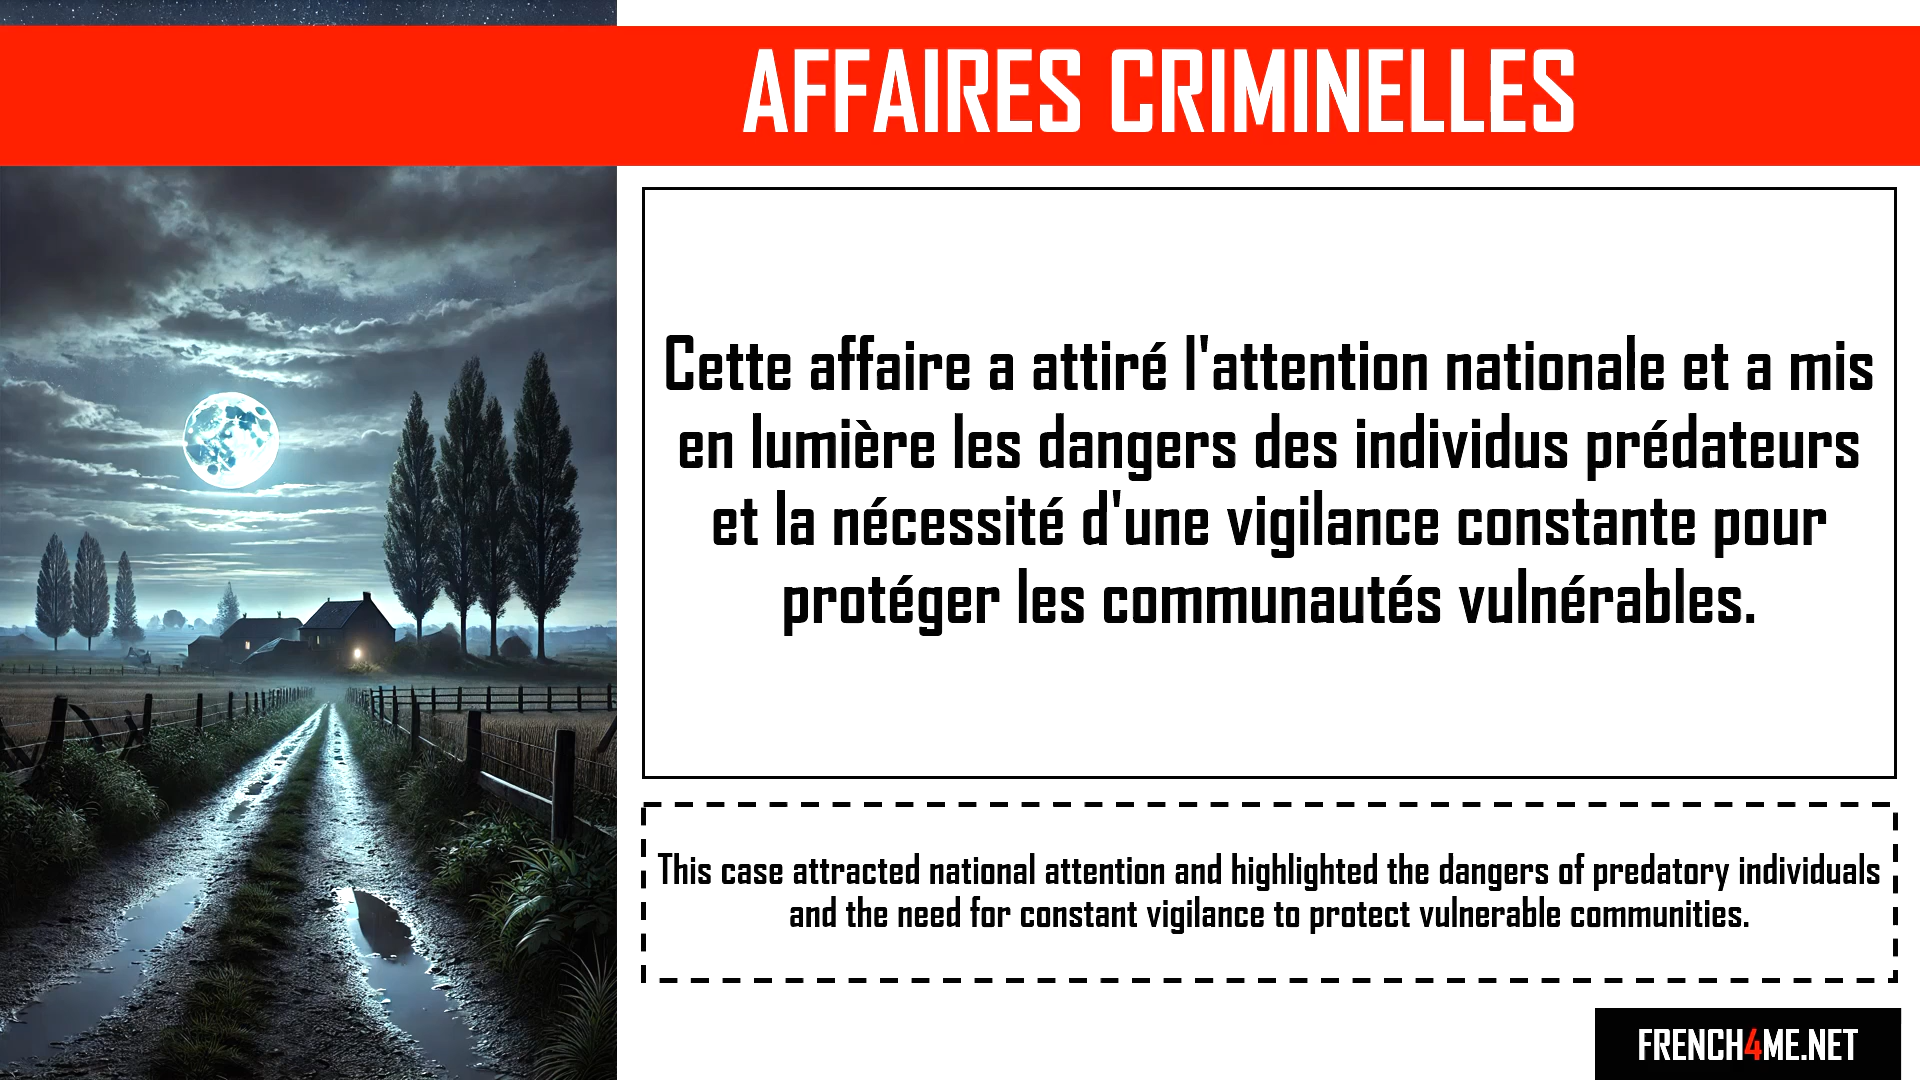 AFFAIRES CRIMINELLES
Cette affaire a attiré l'attention nationale et a mis
en lumière les dangers des individus prédateurs
et la nécessité d'une vigilance constante pour
protéger les communautés vulnérables.
This case attracted national attention and highlighted the dangers of predatory individuals
and the need for constant vigilance to protect vulnerable communities.
FRENCH4ME.NET